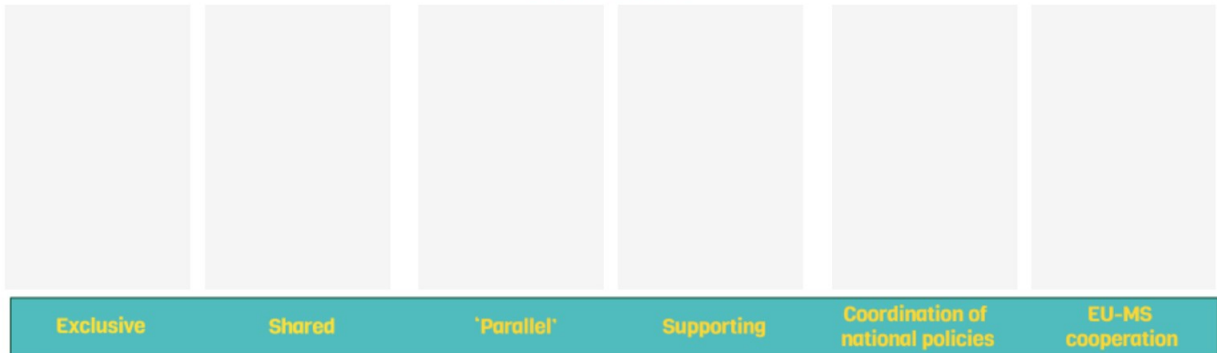 Exclusive
Shared
'Parallel'
Supporting
Coordination of
national policies
EU-MS
cooperation